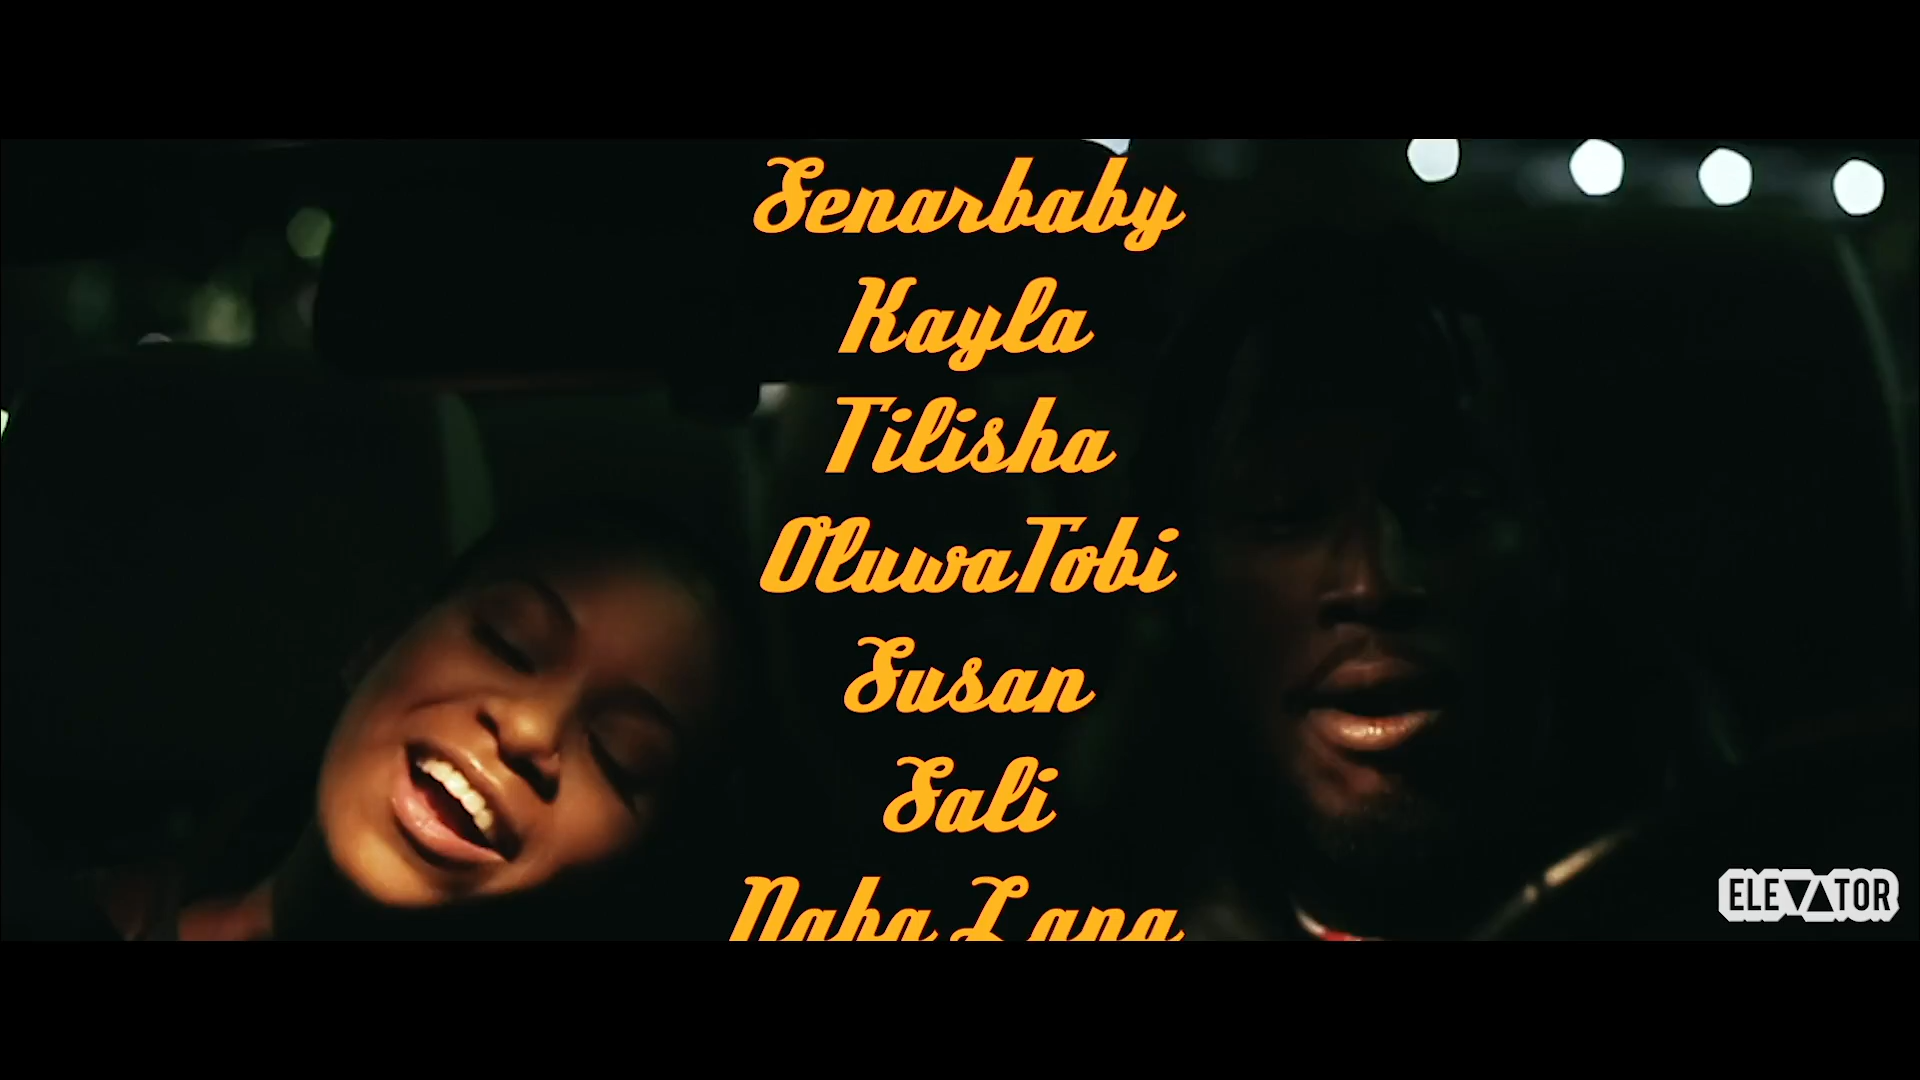 Senarbaby
Kayla
Tilisha
OluwaTobi
Susan
Sali
ELEVATOR